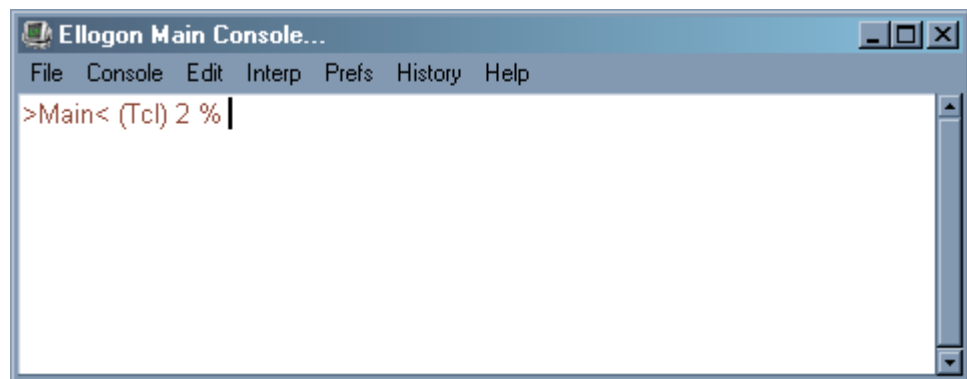 Ellogon Main Console...
File Console Edit Interp Prefs History Help
>Main< (Tcl) 2 %